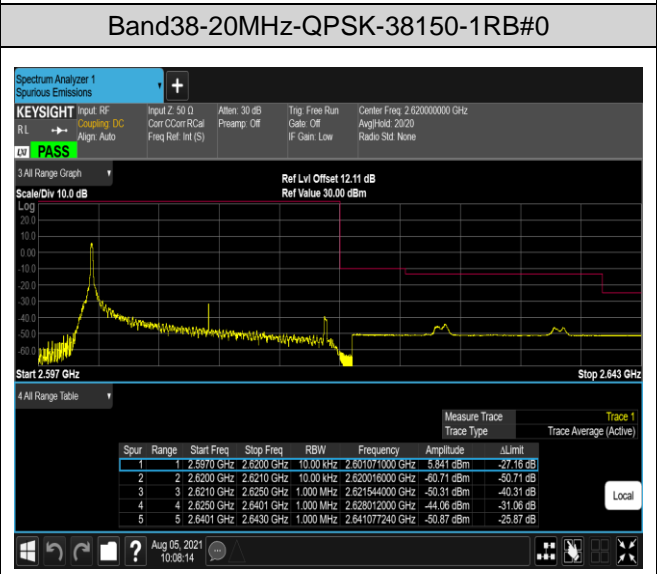 Band38-20MHz-QPSK-38150-1RB#0
Spectrum Analyzer 1
Spurious Emissions
+
KEYSIGHT Input: RF Input Z: 50 Ω Atten: 30 dB Trig: Free Run Center Freq: 2.620000000 GHz
RL Coupling: DC Corr CCorr RCal Preamp: Off Gate: Off Avg|Hold: 20/20
Align: Auto Freq Ref: Int (S) IF Gain: Low Radio Std: None
LXI PASS
3 All Range Graph
Ref Lvl Offset 12.11 dB
Scale/Div 10.0 dB Ref Value 30.00 dBm
Log
20.0
10.0
0.00
-10.0
-20.0
-30.0
-40.0
-50.0
-60.0
Start 2.597 GHz Stop 2.643 GHz
4 All Range Table
Measure Trace Trace 1
Trace Type Trace Average (Active)
Spur Range Start Freq Stop Freq RBW Frequency Amplitude ΔLimit
1 1 2.5970 GHz 2.6200 GHz 10.00 kHz 2.601071000 GHz 5.841 dBm -27.16 dB
2 2 2.6200 GHz 2.6210 GHz 10.00 kHz 2.620016000 GHz -60.71 dBm -50.71 dB
3 3 2.6210 GHz 2.6250 GHz 1.000 MHz 2.621544000 GHz -50.31 dBm -40.31 dB
4 4 2.6250 GHz 2.6401 GHz 1.000 MHz 2.628012000 GHz -44.06 dBm -31.06 dB
5 5 2.6401 GHz 2.6430 GHz 1.000 MHz 2.641077240 GHz -50.87 dBm -25.87 dB
Local
? Aug 05, 2021
10:08:14